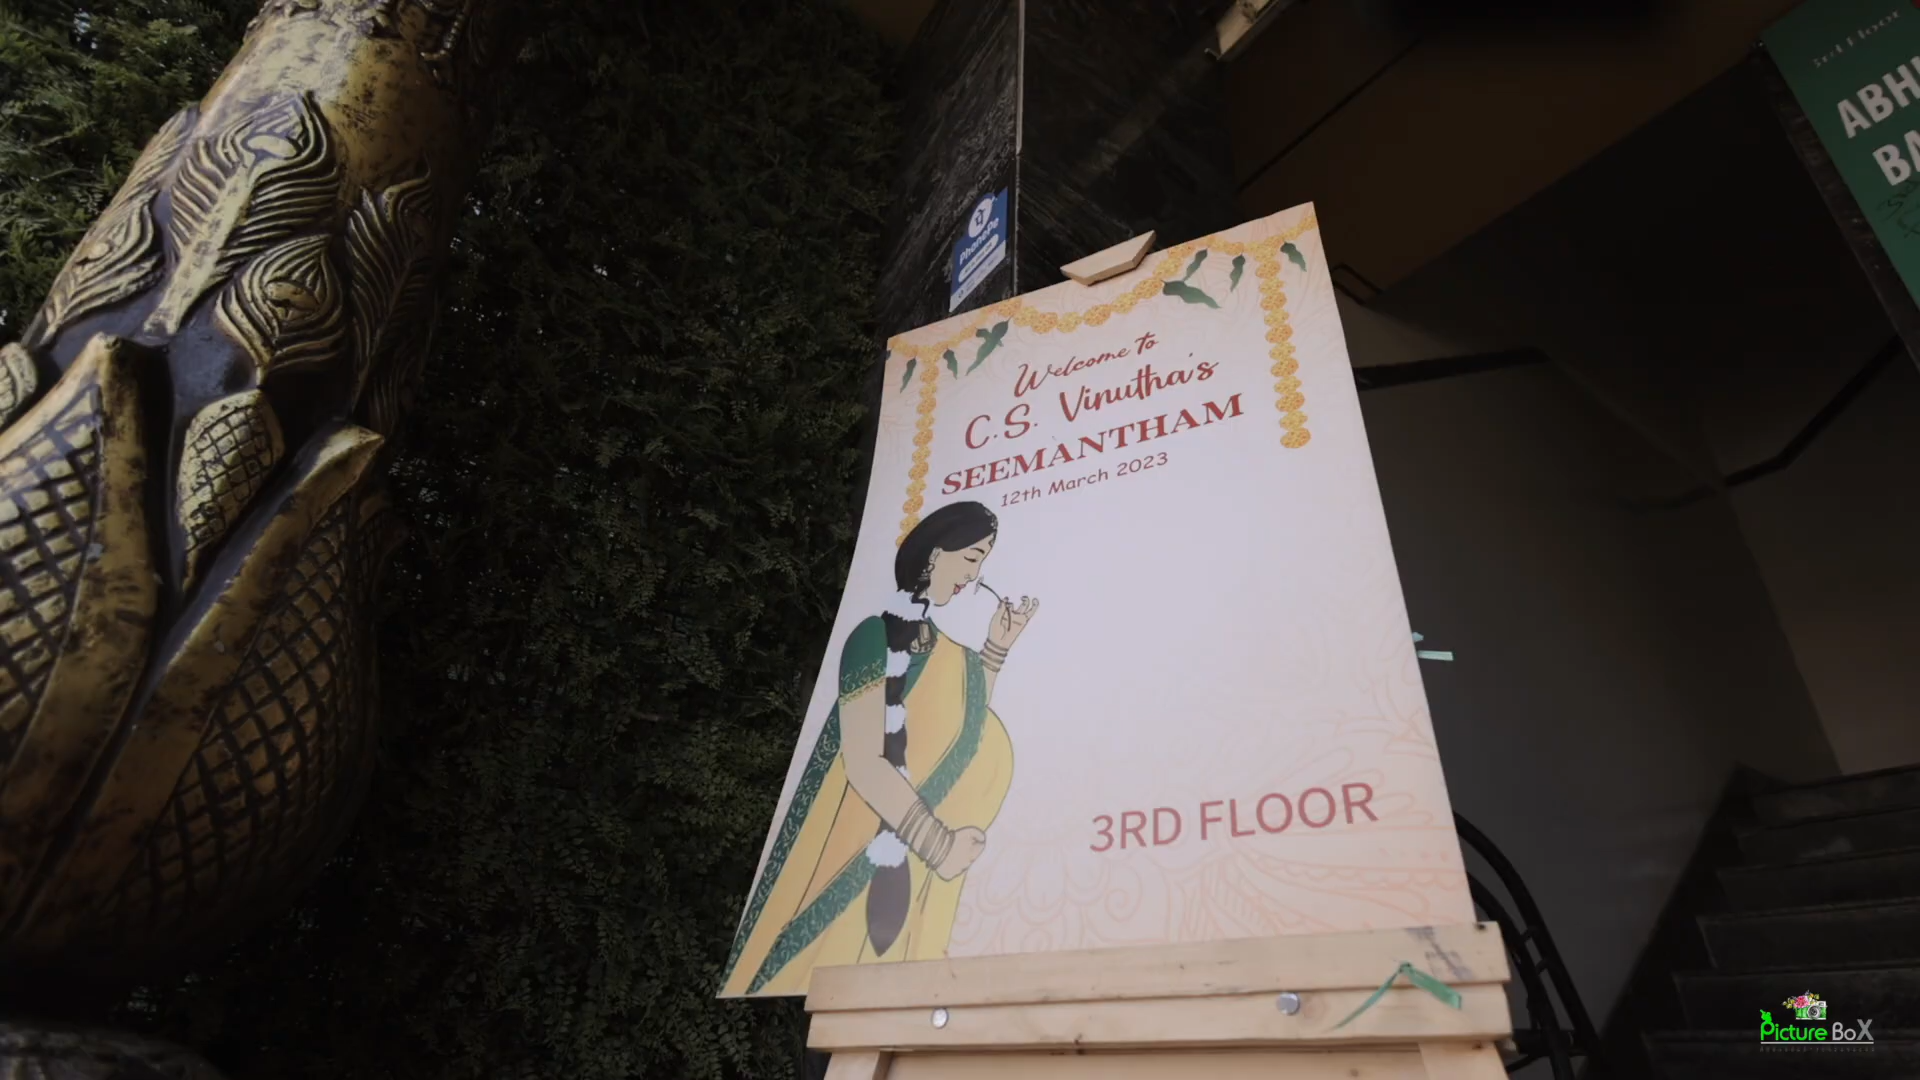 Welcome to
C.S. Vinutha's
SEEMANTHAM
12th March 2023
3RD FLOOR
पे
PhonePe
ABH
BA
Picture BoX